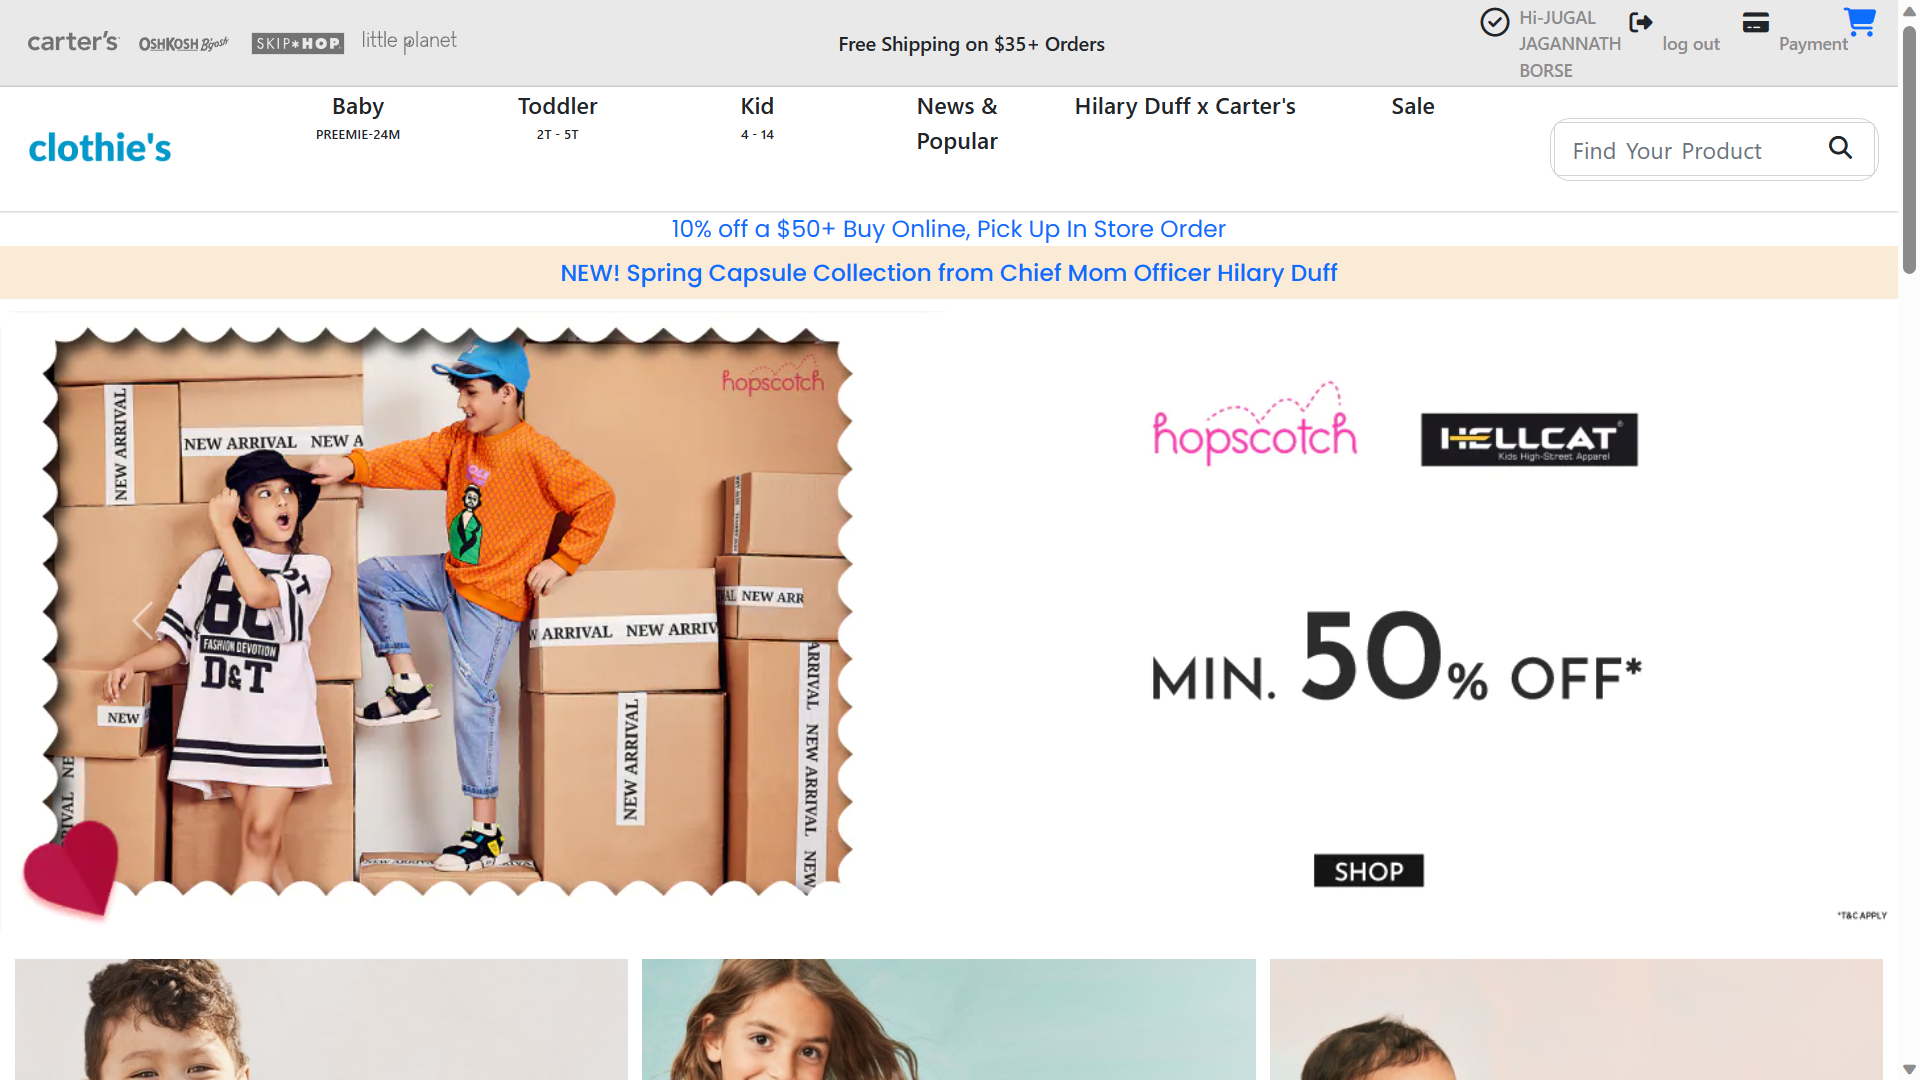 carter's OSHKOSH B'gosh SKIP*HOP little planet
Free Shipping on $35+ Orders
Hi-JUGAL
JAGANNATH
BORSE
log out
Payment
clothie's
Baby
PREEMIE-24M
Toddler
2T - 5T
Kid
4 - 14
News &
Popular
Hilary Duff x Carter's
Sale
Find Your Product
10% off a $50+ Buy Online, Pick Up In Store Order
NEW! Spring Capsule Collection from Chief Mom Officer Hilary Duff
hopscotch
NEW ARRIVAL
NEW ARRIVAL NEW A
NEW ARR
ARRIVAL NEW ARRIV
NEW
NEW ARRIVAL
ARRIVAL NEW ARRIVAL NEW
FASHION DEVOTION
D&T
hopscotch
HELLCAT
Kids High-Street Apparel
MIN. 50% OFF*
SHOP
*T&C APPLY